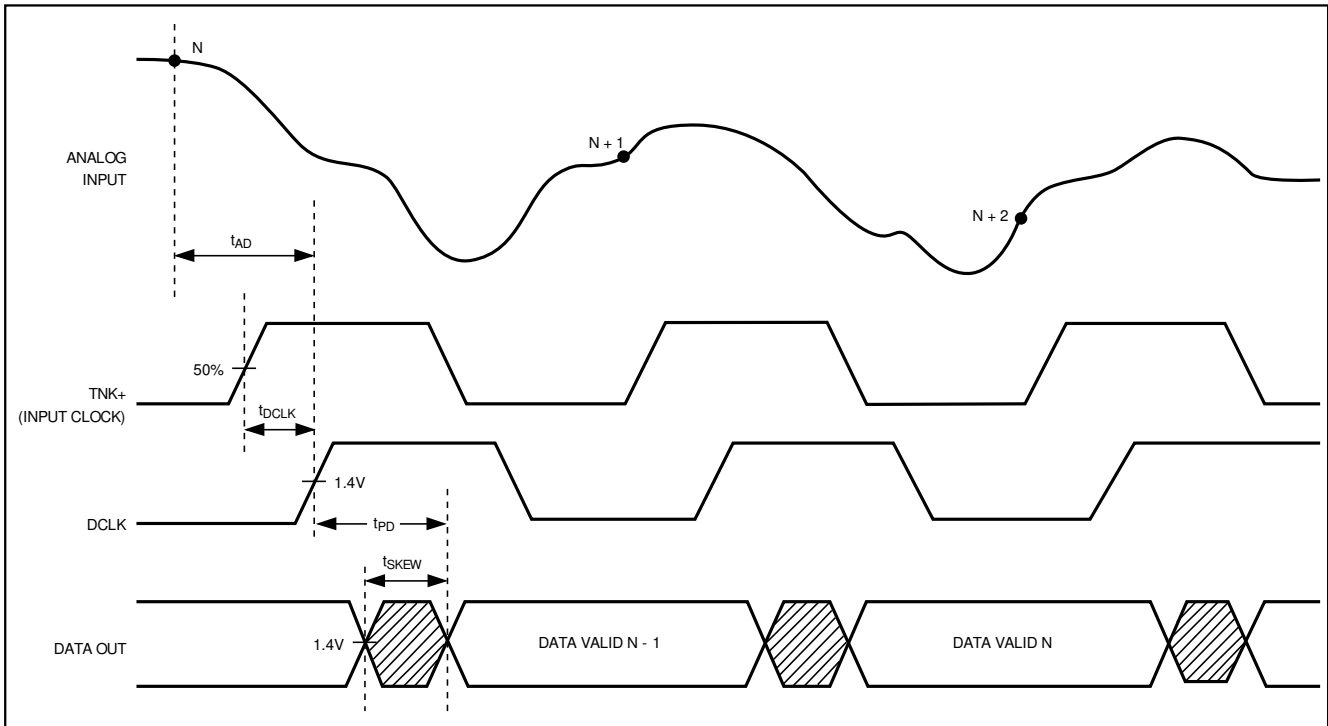 N
N + 1
ANALOG
INPUT
N + 2
tAD
50%
TNK+
(INPUT CLOCK)
tDCLK
1.4V
DCLK
tPD
tSKEW
DATA OUT
1.4V
DATA VALID N - 1
DATA VALID N